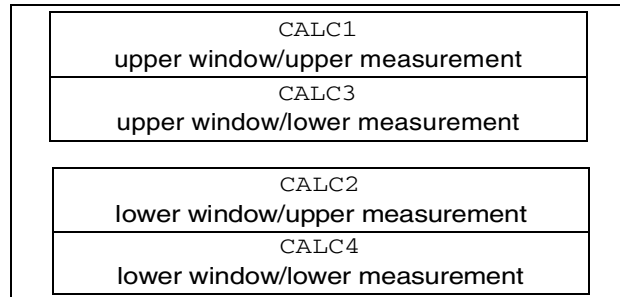 CALC1
upper window/upper measurement
CALC3
upper window/lower measurement
CALC2
lower window/upper measurement
CALC4
lower window/lower measurement